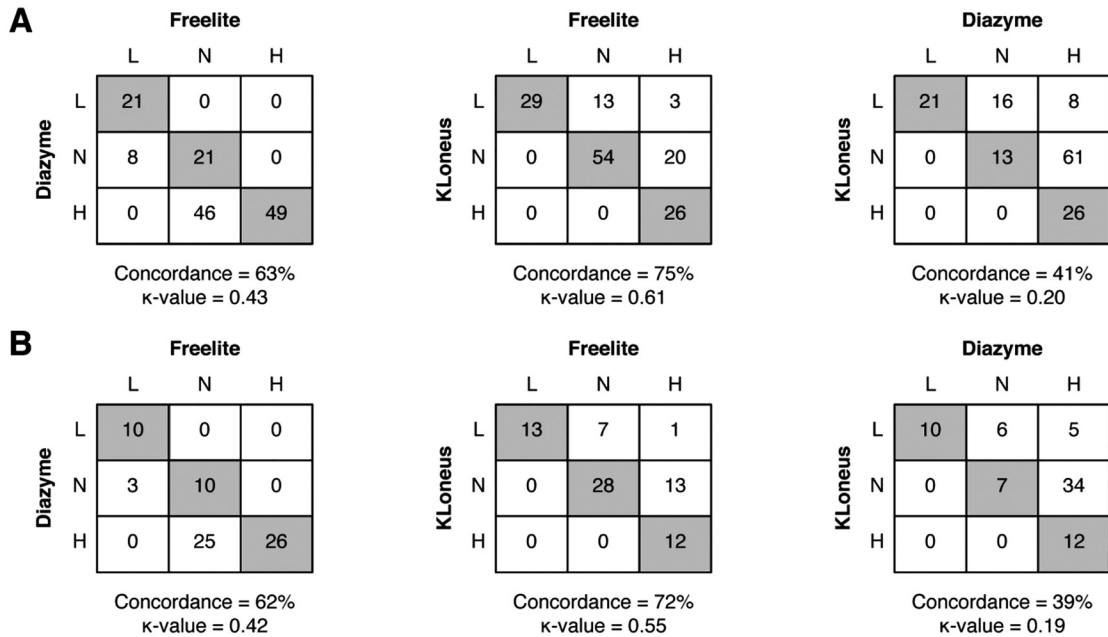 A
Freelite Freelite Diazyme
L N H L N H L N H
Diazyme KLoneus KLoneus
L 21 0 0 L 29 13 3 L 21 16 8
N 8 21 0 N 0 54 20 N 0 13 61
H 0 46 49 H 0 0 26 H 0 0 26
Concordance = 63% Concordance = 75% Concordance = 41%
κ-value = 0.43 κ-value = 0.61 κ-value = 0.20
B
Freelite Freelite Diazyme
L N H L N H L N H
Diazyme KLoneus KLoneus
L 10 0 0 L 13 7 1 L 10 6 5
N 3 10 0 N 0 28 13 N 0 7 34
H 0 25 26 H 0 0 12 H 0 0 12
Concordance = 62% Concordance = 72% Concordance = 39%
κ-value = 0.42 κ-value = 0.55 κ-value = 0.19